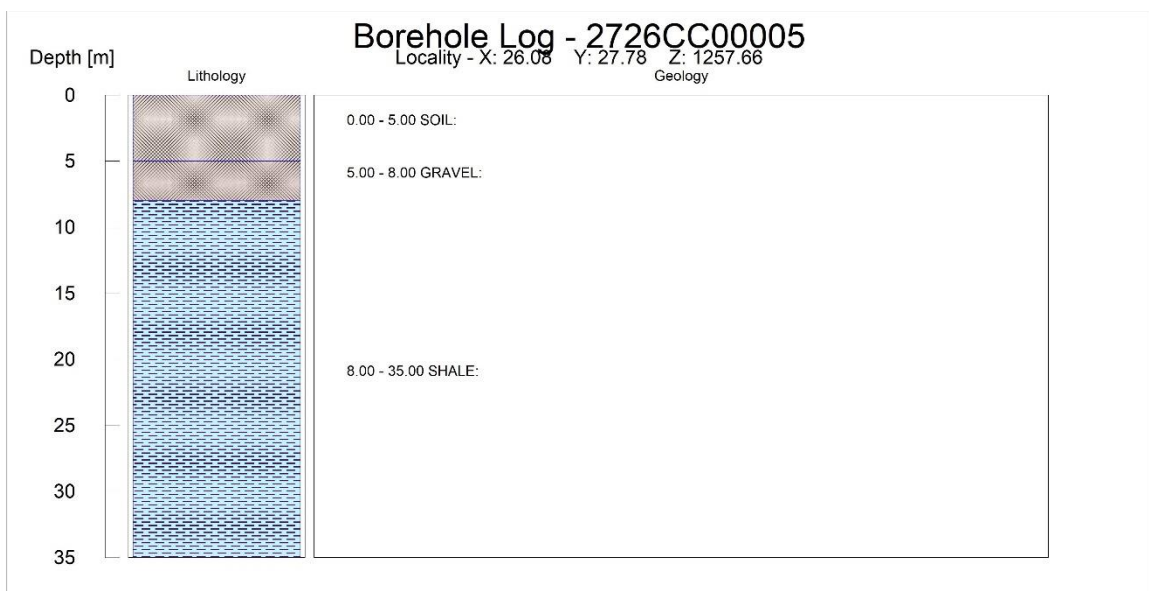 Borehole Log - 2726CC00005
Locality - X: 26.08 Y: 27.78 Z: 1257.66
Depth [m]
Lithology
Geology
0
0.00 - 5.00 SOIL:
5
5.00 - 8.00 GRAVEL:
10
15
20
8.00 - 35.00 SHALE:
25
30
35